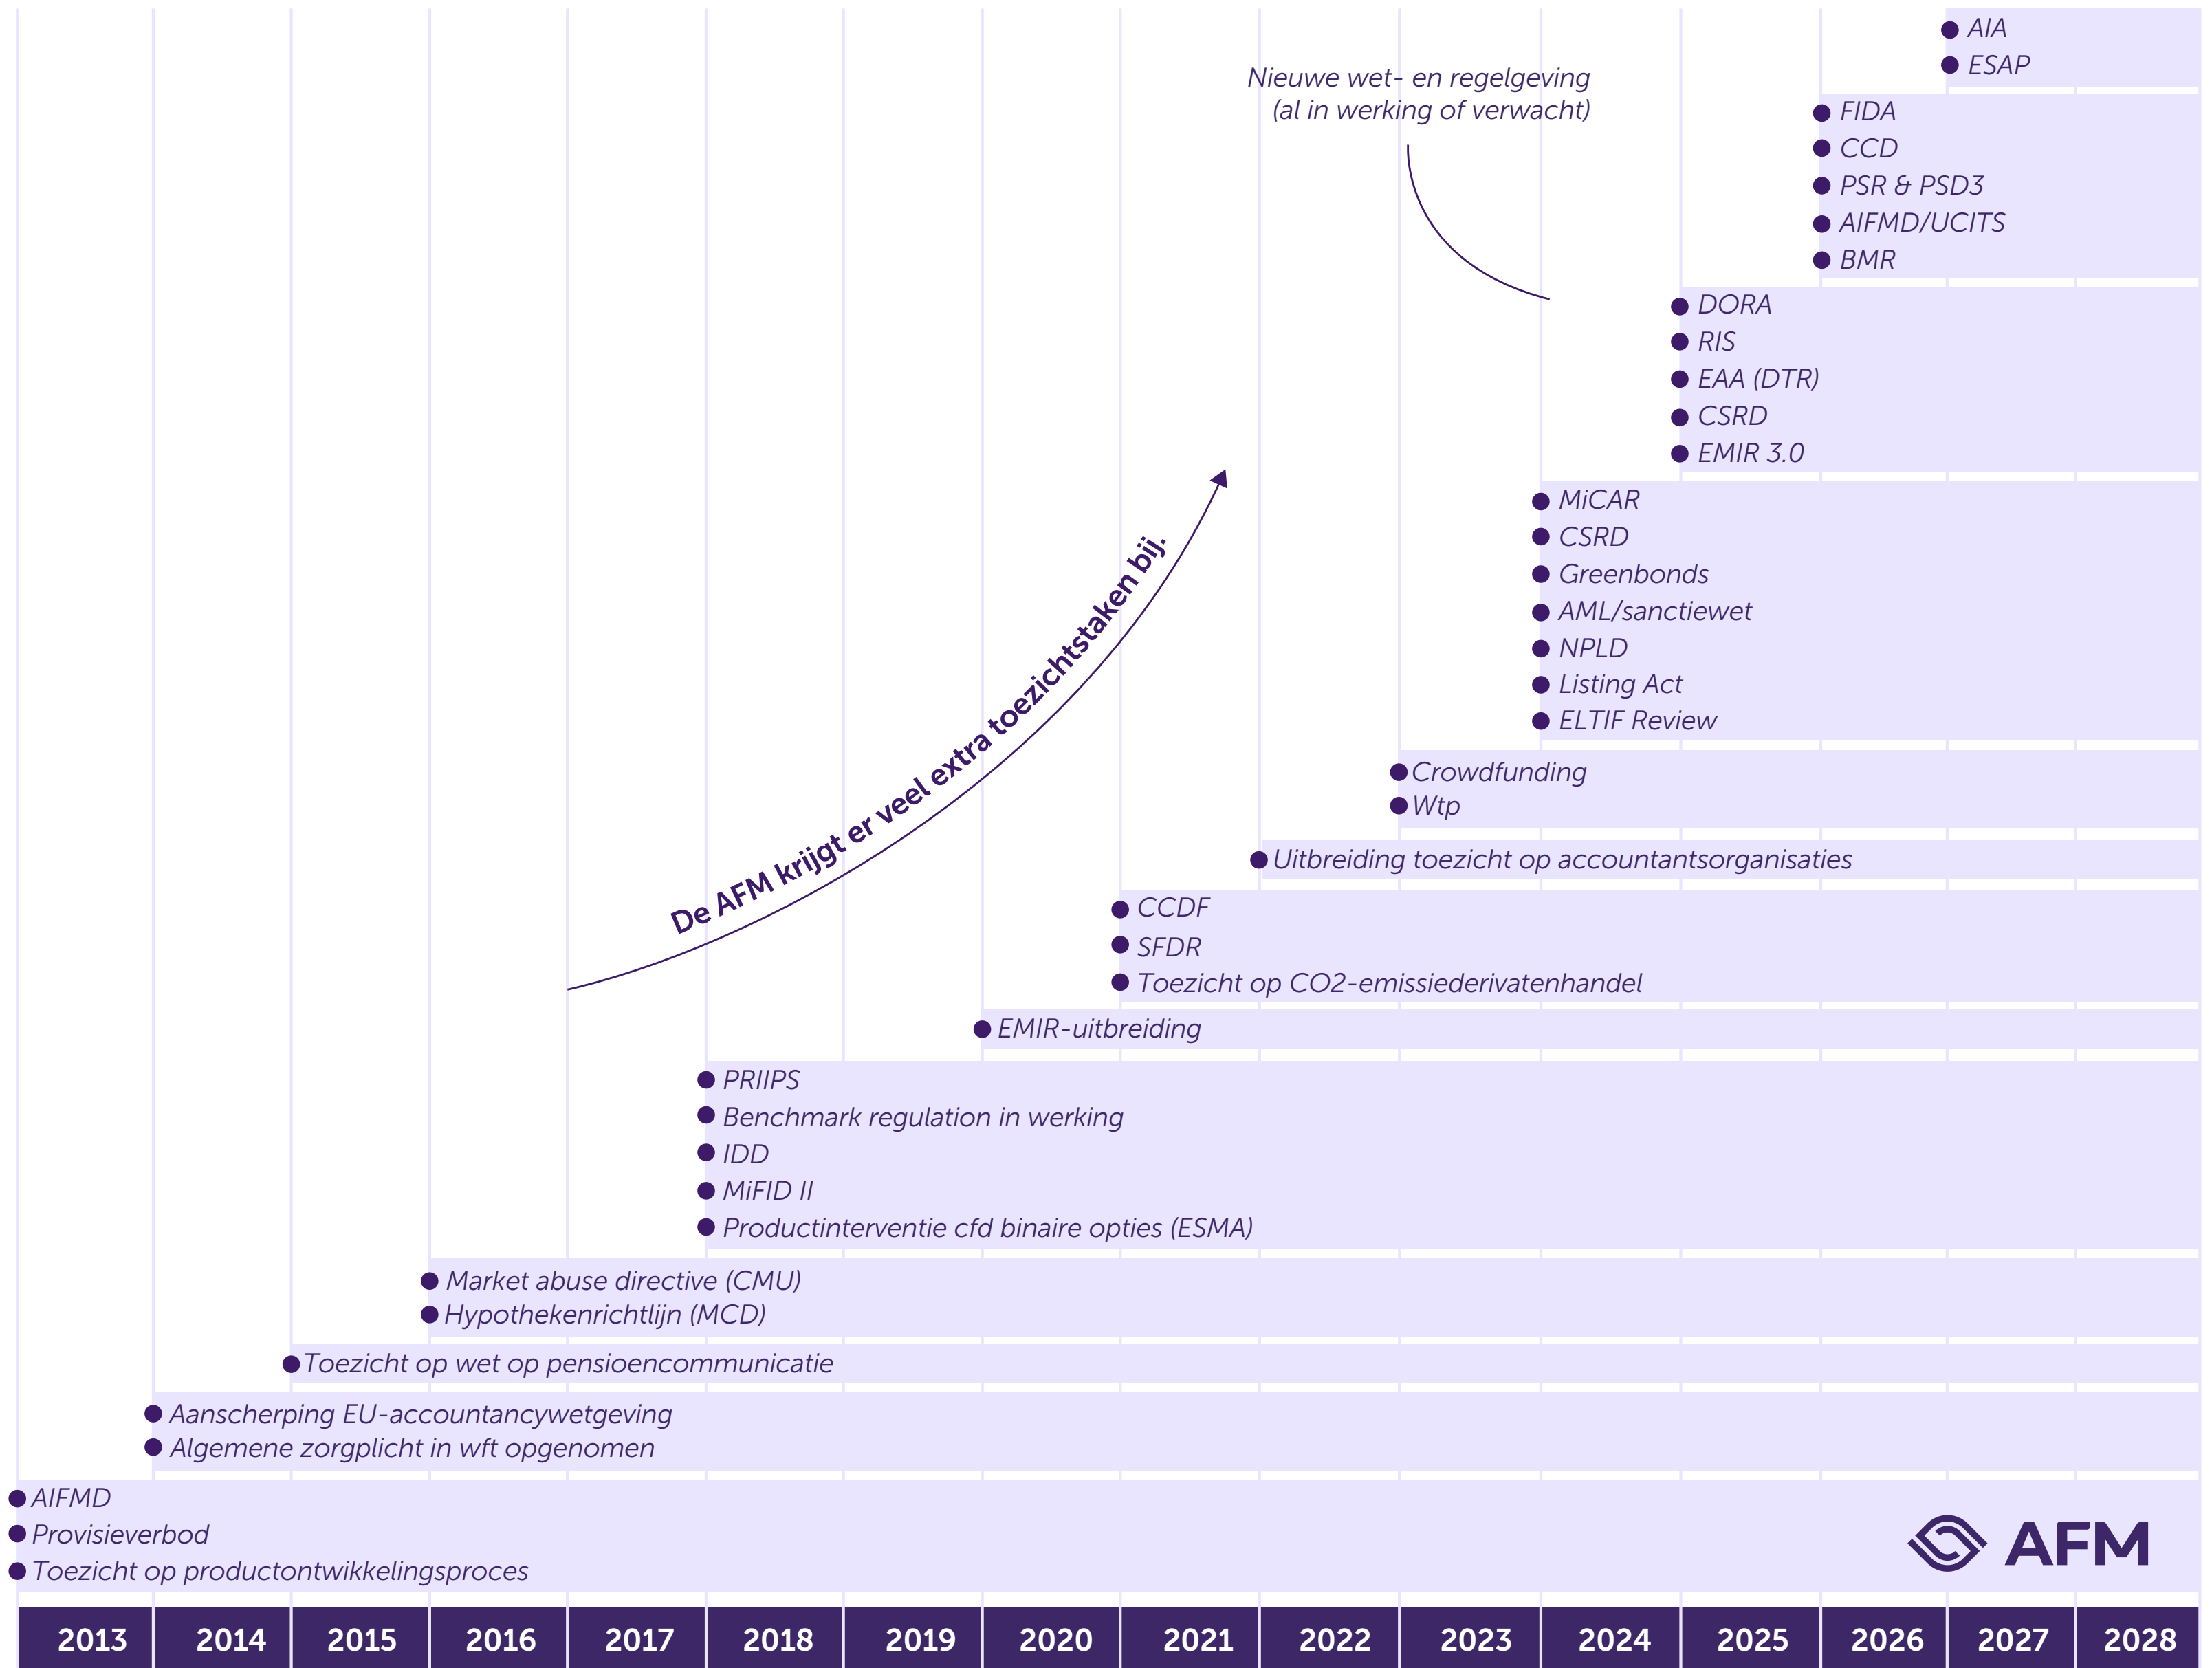 AIA
ESAP
Nieuwe wet- en regelgeving
(al in werking of verwacht)
FIDA
CCD
PSR & PSD3
AIFMD/UCITS
BMR
DORA
RIS
EAA (DTR)
CSRD
EMIR 3.0
MiCAR
CSRD
Greenbonds
AML/sanctiewet
NPLD
Listing Act
ELTIF Review
De AFM krijgt er veel extra toezichtstaken bij.
Crowdfunding
Wtp
Uitbreiding toezicht op accountantsorganisaties
CCDF
SFDR
Toezicht op CO2-emissiederivatenhandel
EMIR-uitbreiding
PRIIPS
Benchmark regulation in werking
IDD
MiFID II
Productinterventie cfd binaire opties (ESMA)
Market abuse directive (CMU)
Hypothekenrichtlijn (MCD)
Toezicht op wet op pensioencommunicatie
Aanscherping EU-accountancywetgeving
Algemene zorgplicht in wft opgenomen
AIFMD
Provisieverbod
Toezicht op productontwikkelingsproces
AFM
2013 2014 2015 2016 2017 2018 2019 2020 2021 2022 2023 2024 2025 2026 2027 2028